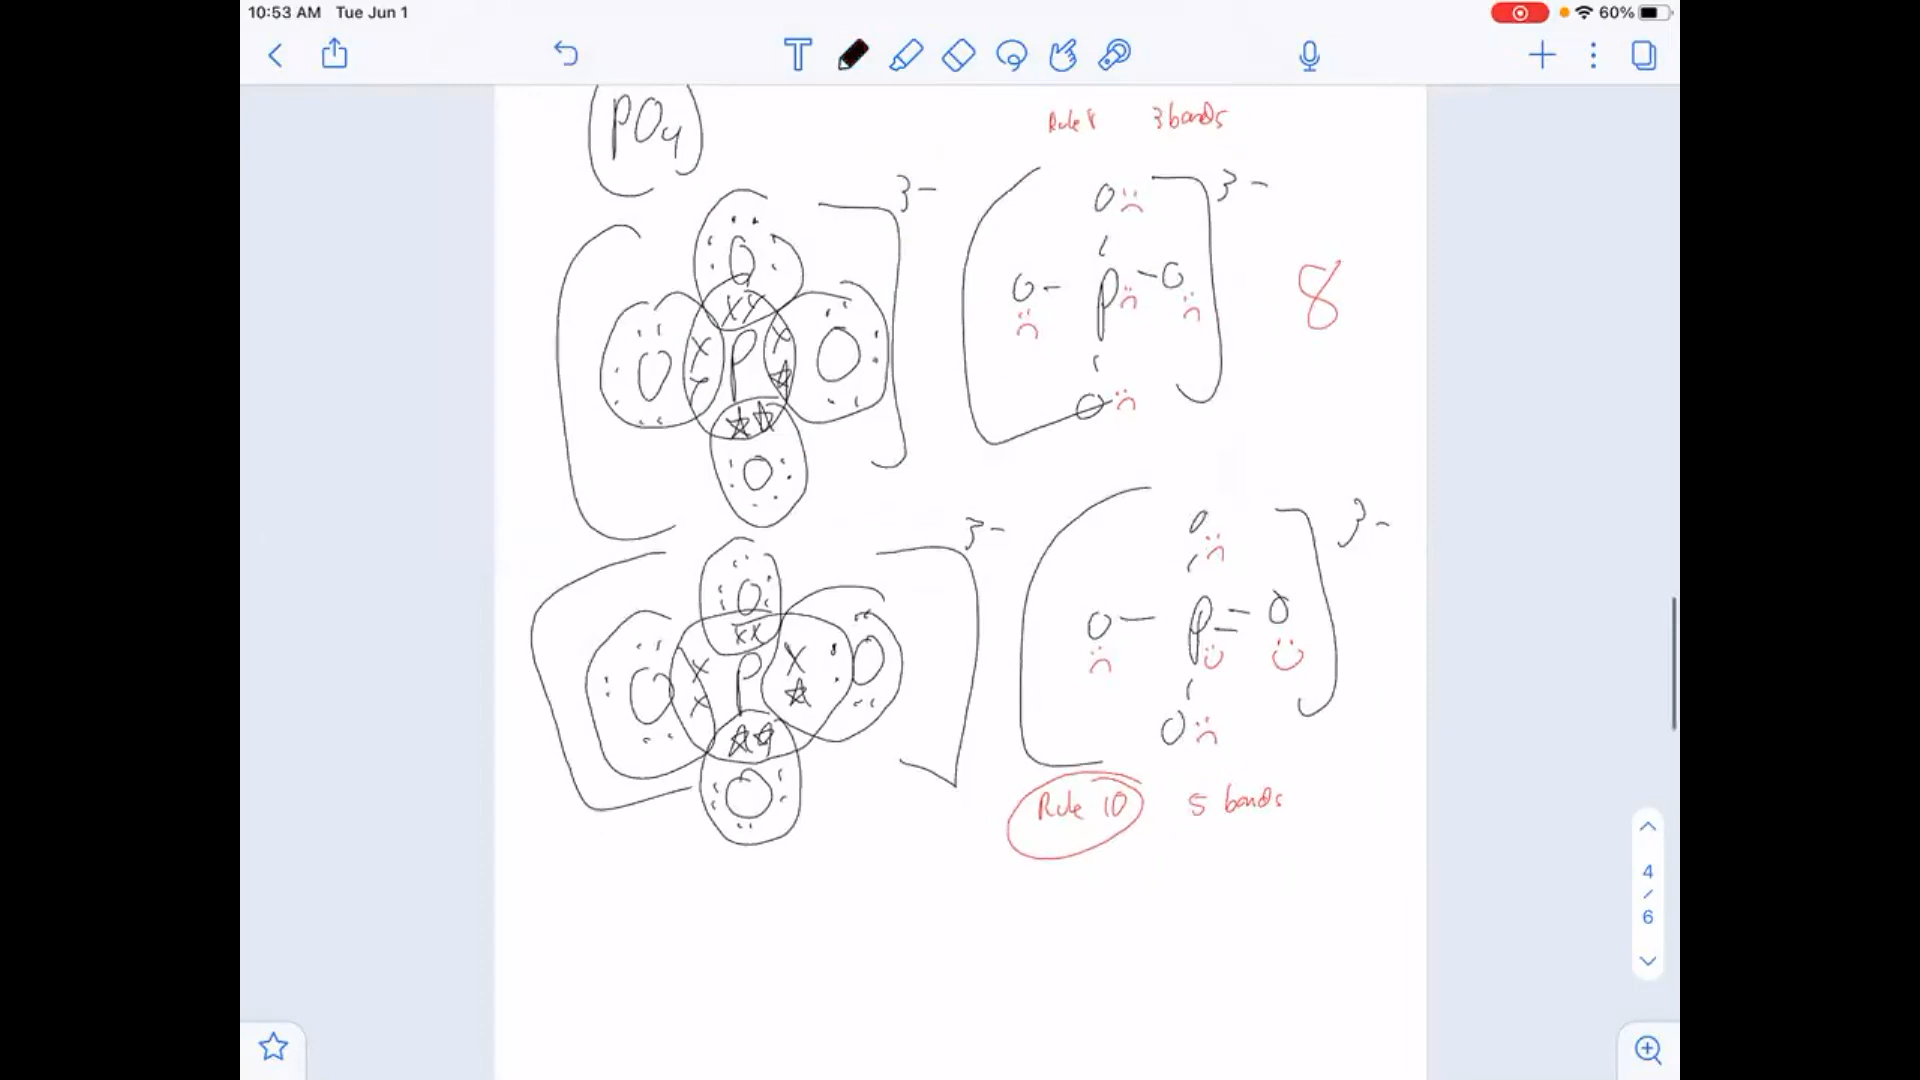 10:53 AM Tue Jun 1
60%
T
PO4
Rule 8 3 bonds
3-
O
O
P
O
O
3-
O
O - P - O
O
8
3-
O
O
P
O
O
3-
O
O - P = O
O
Rule 10 5 bonds
4
/
6